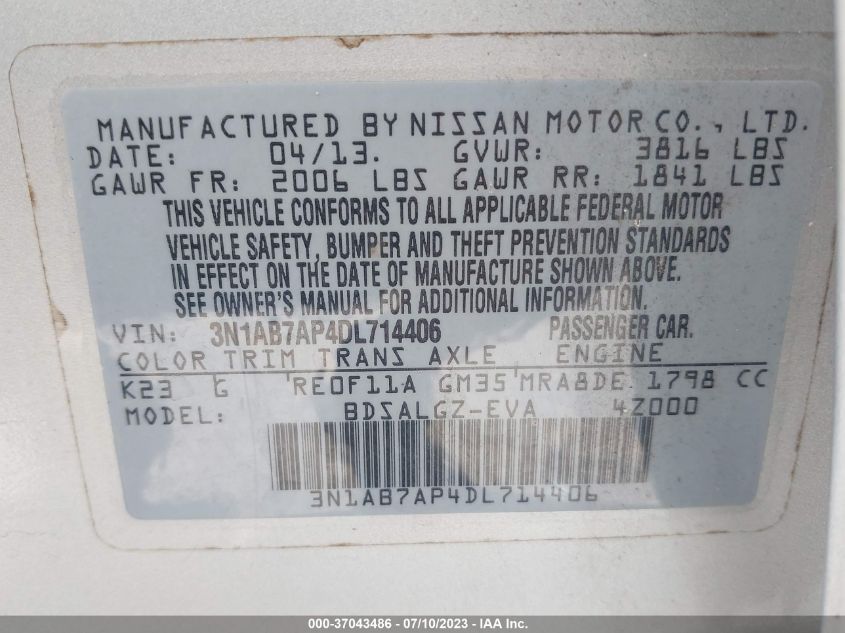 MANUFACTURED BY NISSAN MOTOR CO., LTD.
DATE: 04/13. GVWR: 3816 LBS
GAWR FR: 2006 LBS GAWR RR: 1841 LBS
THIS VEHICLE CONFORMS TO ALL APPLICABLE FEDERAL MOTOR
VEHICLE SAFETY, BUMPER AND THEFT PREVENTION STANDARDS
IN EFFECT ON THE DATE OF MANUFACTURE SHOWN ABOVE.
SEE OWNER'S MANUAL FOR ADDITIONAL INFORMATION.
VIN: 3N1AB7AP4DL714406 PASSENGER CAR.
COLOR TRIM TRANS AXLE ENGINE
K23 G RE0F11A GM35 MRA8DE 1798 CC
MODEL: BDSALGZ-EVA 4Z000
3N1AB7AP4DL714406
000-37043486 - 07/10/2023 - IAA Inc.